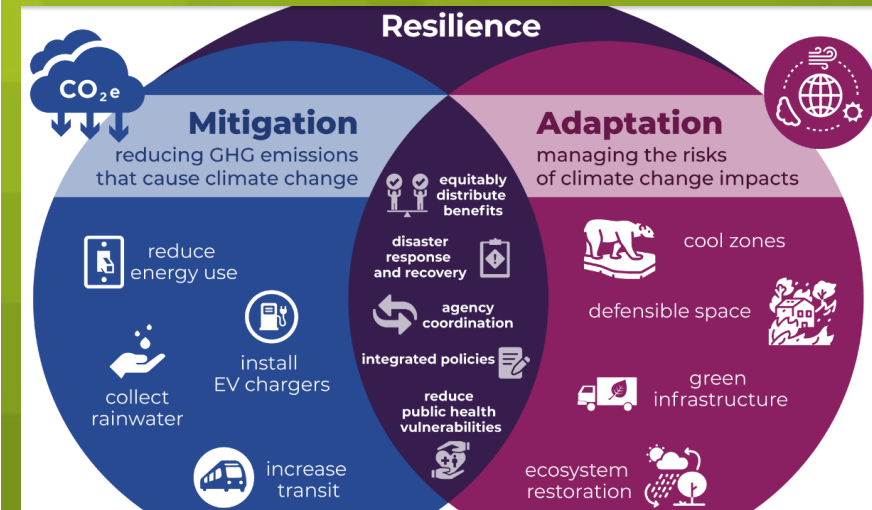 Resilience
CO₂e
Mitigation
reducing GHG emissions
that cause climate change
reduce
energy use
install
EV chargers
collect
rainwater
increase
transit
equitably
distribute
benefits
disaster
response
and recovery
agency
coordination
integrated policies
reduce
public health
vulnerabilities
Adaptation
managing the risks
of climate change impacts
cool zones
defensible space
green
infrastructure
ecosystem
restoration